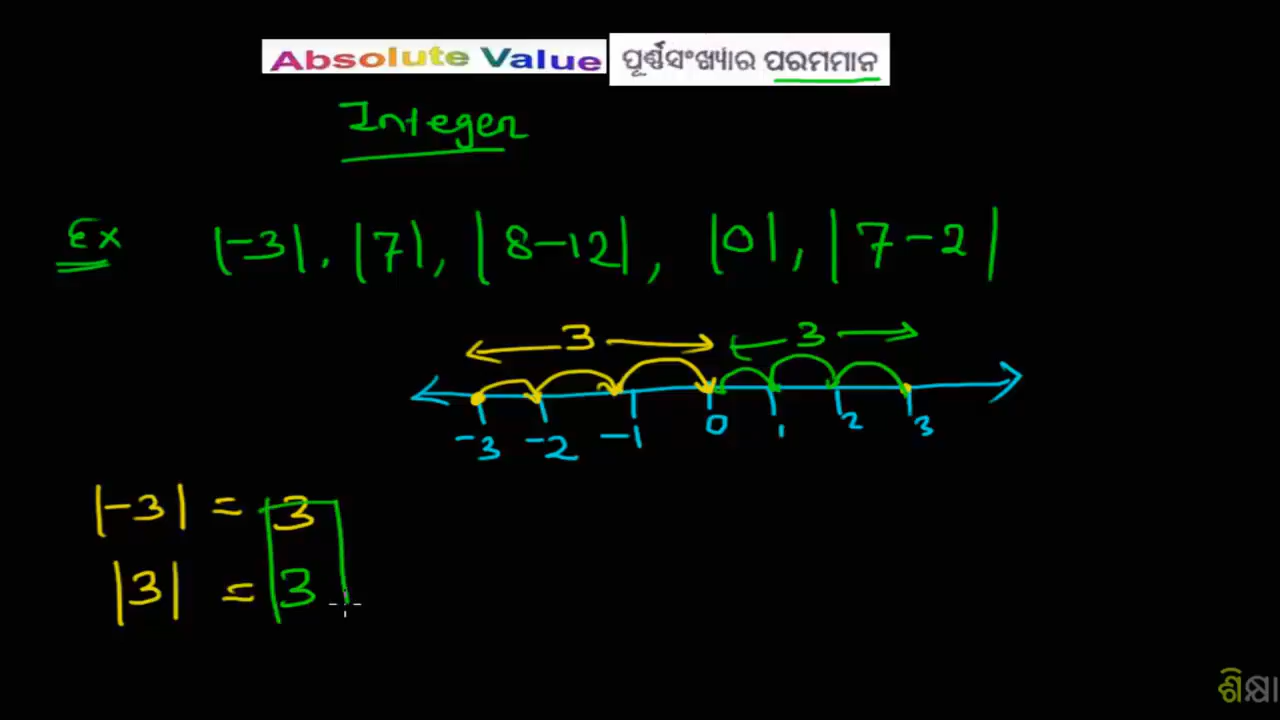 Absolute Value ପୂର୍ଣ୍ଣସଂଖ୍ୟାର ପରମମାନ
Integer
Ex |-3|, |7|, |8-12|, |0|, |7-2|
3 3
-3 -2 -1 0 1 2 3
|-3| = 3
|3| = 3
ଶିକ୍ଷା